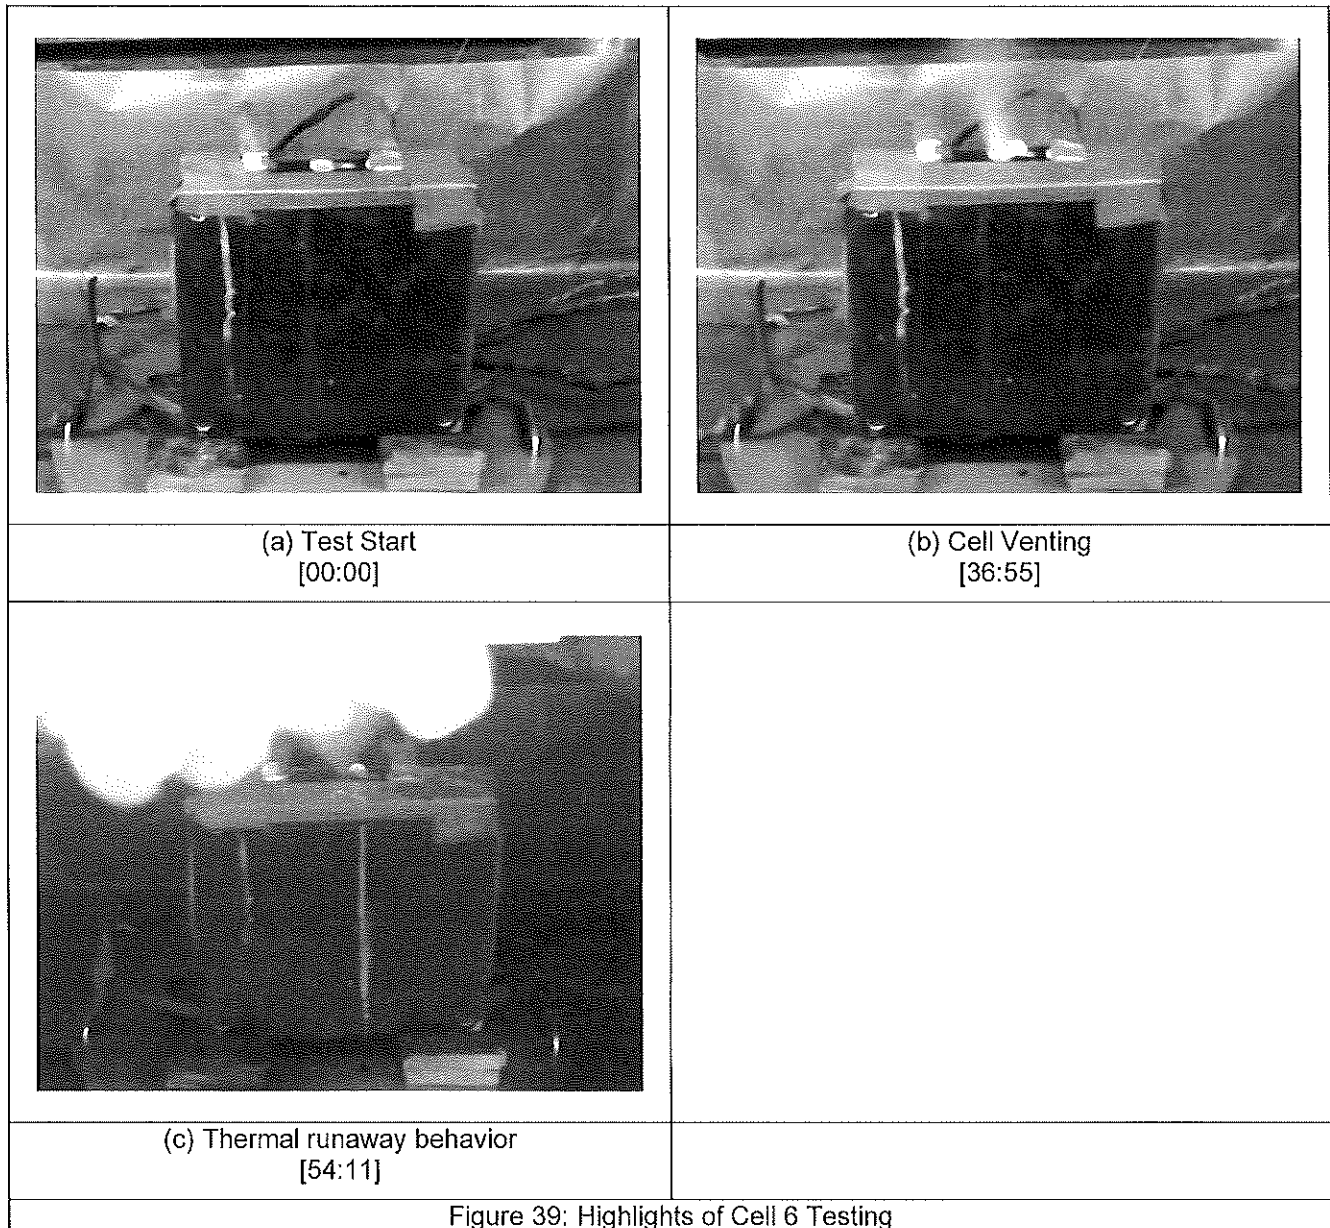 (a) Test Start
[00:00]
(b) Cell Venting
[36:55]
(c) Thermal runaway behavior
[54:11]
Figure 39: Highlights of Cell 6 Testing